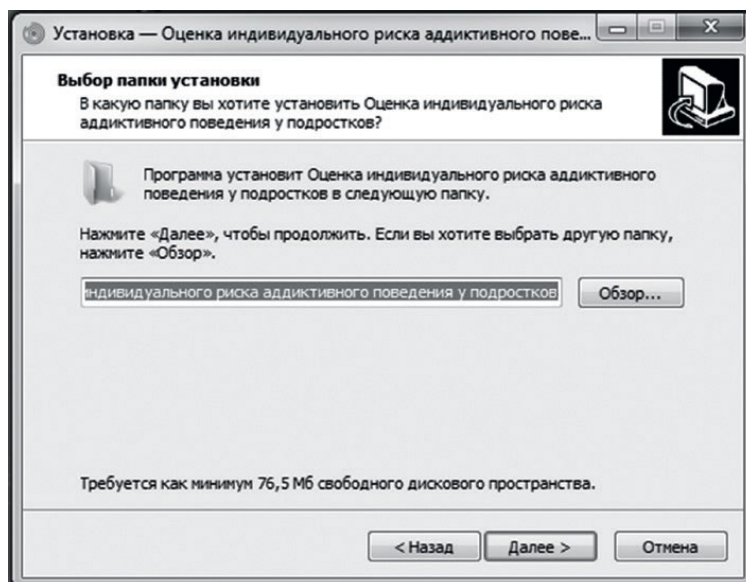 Установка — Оценка индивидуального риска аддиктивного пове...
Выбор папки установки
В какую папку вы хотите установить Оценка индивидуального риска
аддиктивного поведения у подростков?
Программа установит Оценка индивидуального риска аддиктивного
поведения у подростков в следующую папку.
Нажмите «Далее», чтобы продолжить. Если вы хотите выбрать другую папку,
нажмите «Обзор».
индивидуального риска аддиктивного поведения у подростков
Обзор...
Требуется как минимум 76,5 Мб свободного дискового пространства.
< Назад
Далее >
Отмена